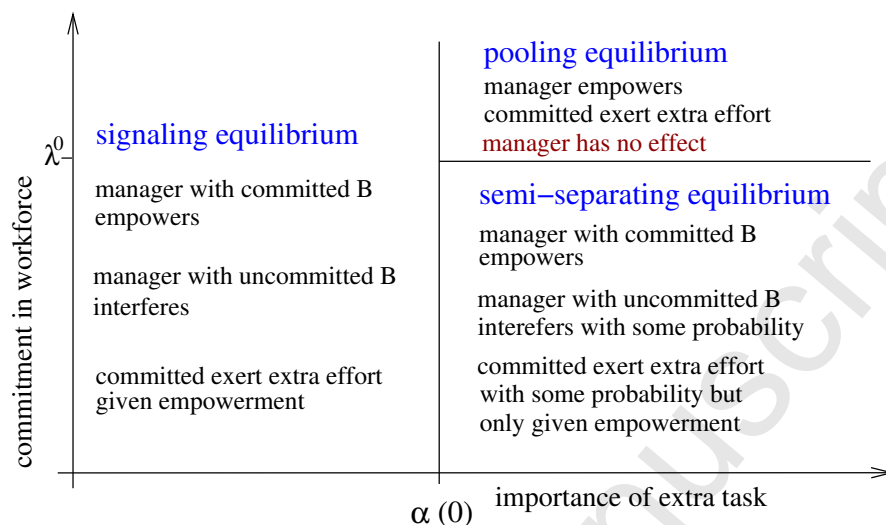 commitment in workforce
λ⁰
signaling equilibrium
manager with committed B
empowers
manager with uncommitted B
interferes
committed exert extra effort
given empowerment
pooling equilibrium
manager empowers
committed exert extra effort
manager has no effect
semi−separating equilibrium
manager with committed B
empowers
manager with uncommitted B
interefers with some probability
committed exert extra effort
with some probability but
only given empowerment
α (0)
importance of extra task